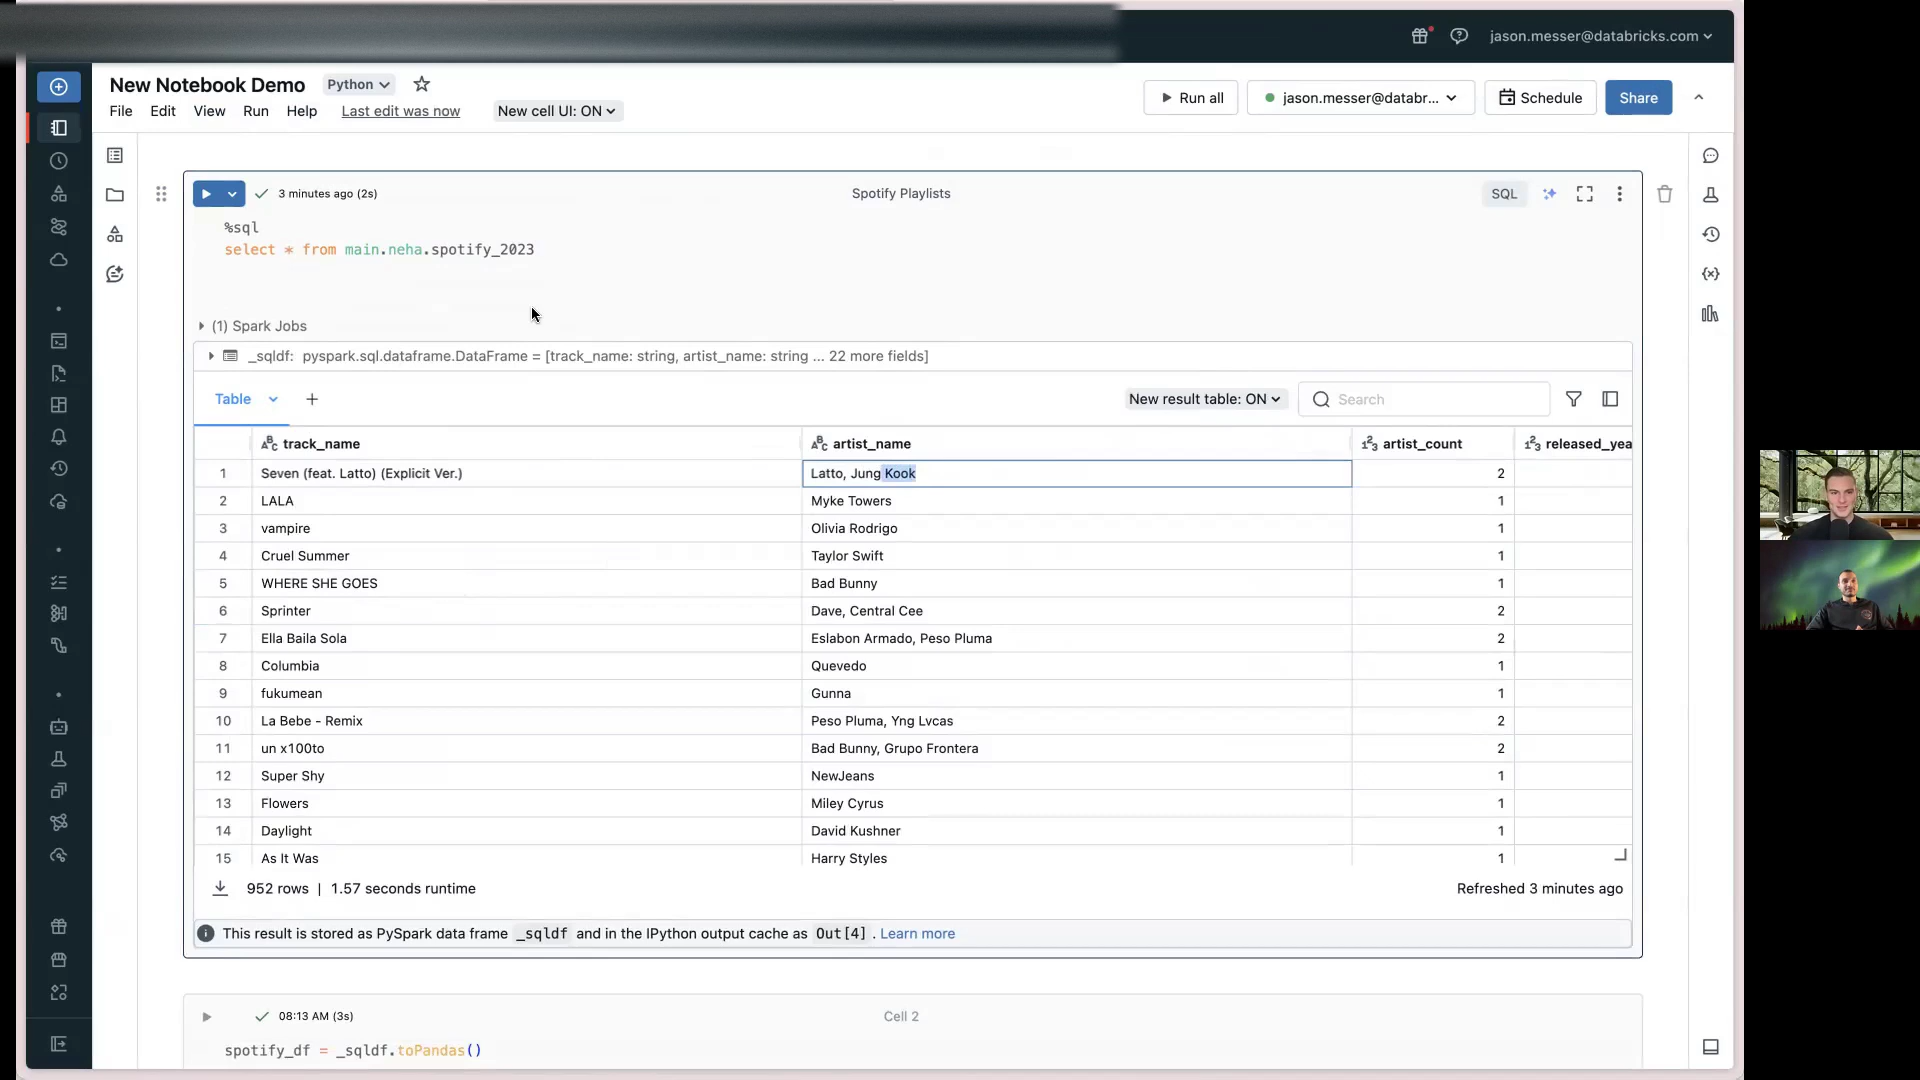 jason.messer@databricks.com
New Notebook Demo Python
File Edit View Run Help Last edit was now New cell UI: ON
Run all jason.messer@databr... Schedule Share
3 minutes ago (2s) Spotify Playlists SQL
%sql
select * from main.neha.spotify_2023
(1) Spark Jobs
_sqldf: pyspark.sql.dataframe.DataFrame = [track_name: string, artist_name: string ... 22 more fields]
Table + New result table: ON Search
track_name artist_name artist_count released_yea
1 Seven (feat. Latto) (Explicit Ver.) Latto, Jung Kook 2
2 LALA Myke Towers 1
3 vampire Olivia Rodrigo 1
4 Cruel Summer Taylor Swift 1
5 WHERE SHE GOES Bad Bunny 1
6 Sprinter Dave, Central Cee 2
7 Ella Baila Sola Eslabon Armado, Peso Pluma 2
8 Columbia Quevedo 1
9 fukumean Gunna 1
10 La Bebe - Remix Peso Pluma, Yng Lvcas 2
11 un x100to Bad Bunny, Grupo Frontera 2
12 Super Shy NewJeans 1
13 Flowers Miley Cyrus 1
14 Daylight David Kushner 1
15 As It Was Harry Styles 1
952 rows | 1.57 seconds runtime Refreshed 3 minutes ago
This result is stored as PySpark data frame _sqldf and in the IPython output cache as Out[4] . Learn more
08:13 AM (3s) Cell 2
spotify_df = _sqldf.toPandas()